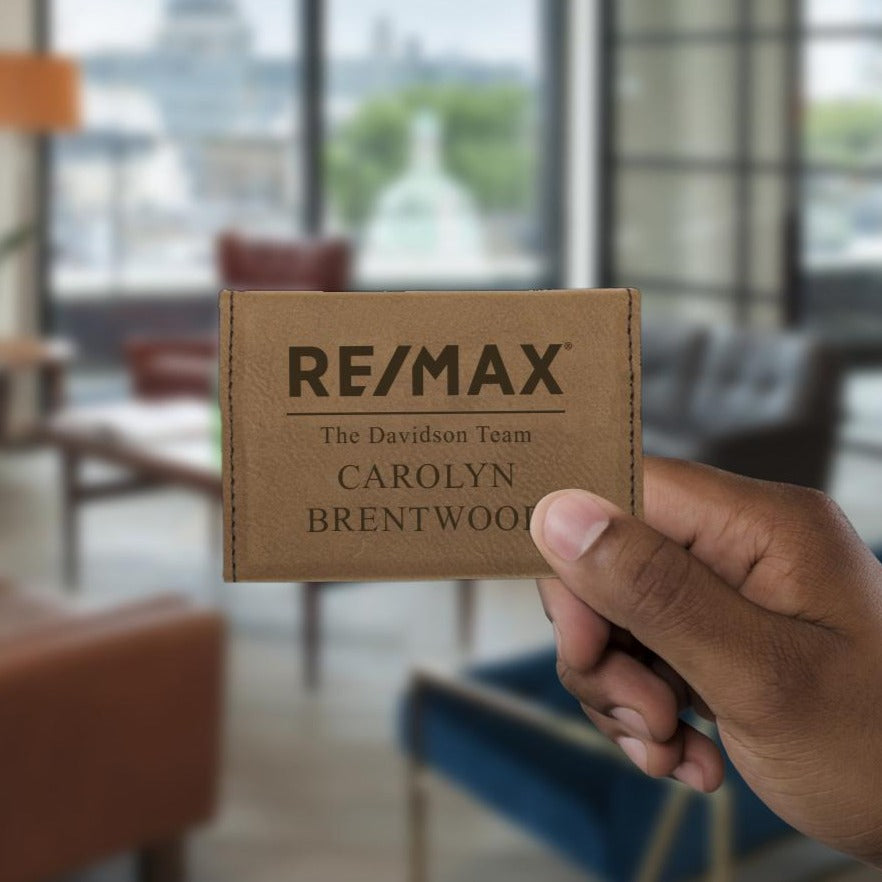 RE/MAX®
The Davidson Team
CAROLYN
BRENTWOOD